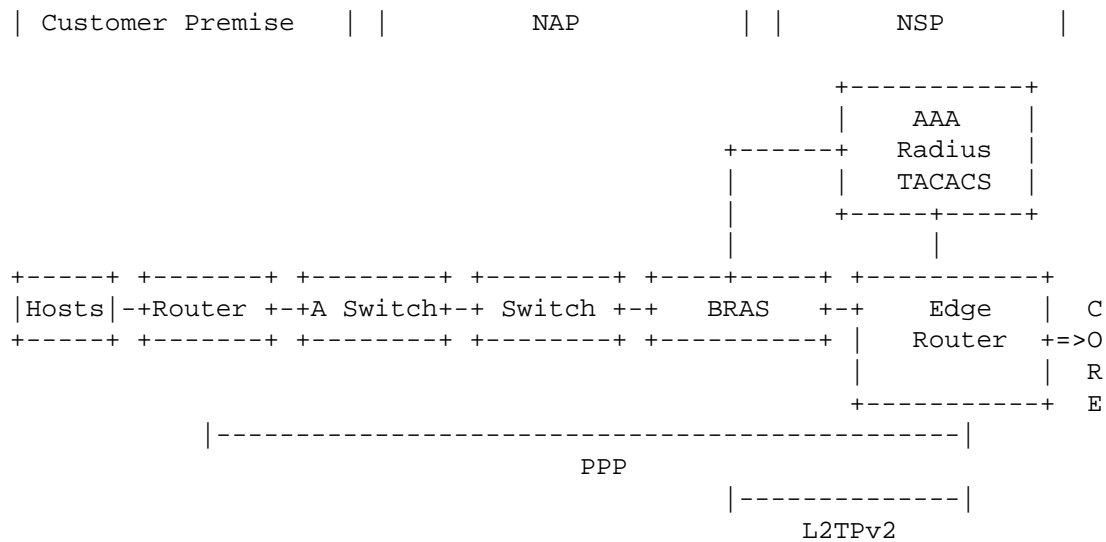 | Customer Premise | | NAP | | NSP |
AAA
Radius
TACACS
Hosts Router A Switch Switch BRAS Edge Router
C
O
R
E
PPP
L2TPv2